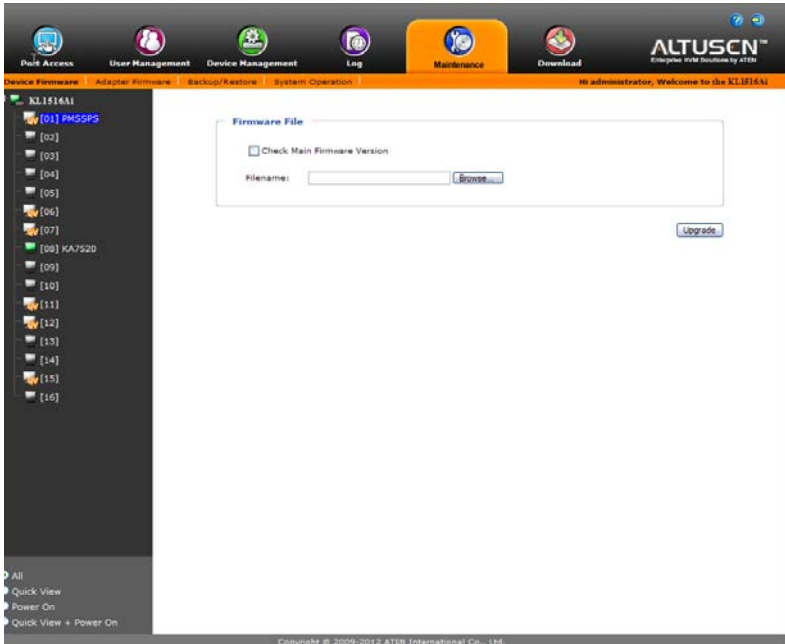 Port Access User Management Device Management Log Maintenance Download
ALTUSCN™
Enterprise KVM Solutions by ATEN
Device Firmware Adapter Firmware Backup/Restore System Operation Hi administrator, Welcome to the KL1516Ai
KL1516Ai
[01] PMSSPS
[02]
[03]
[04]
[05]
[06]
[07]
[08] KA7520
[09]
[10]
[11]
[12]
[13]
[14]
[15]
[16]
Firmware File
Check Main Firmware Version
Filename: Browse...
Upgrade
All
Quick View
Power On
Quick View + Power On
Copyright © 2009-2012 ATEN International Co., Ltd.